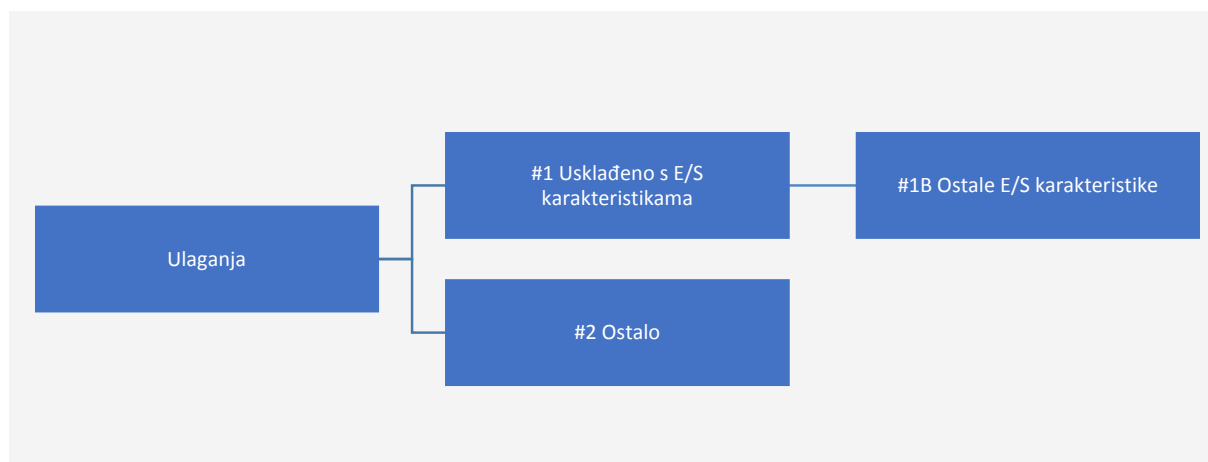 #1 Usklađeno s E/S
karakteristikama
#1B Ostale E/S karakteristike
Ulaganja
#2 Ostalo